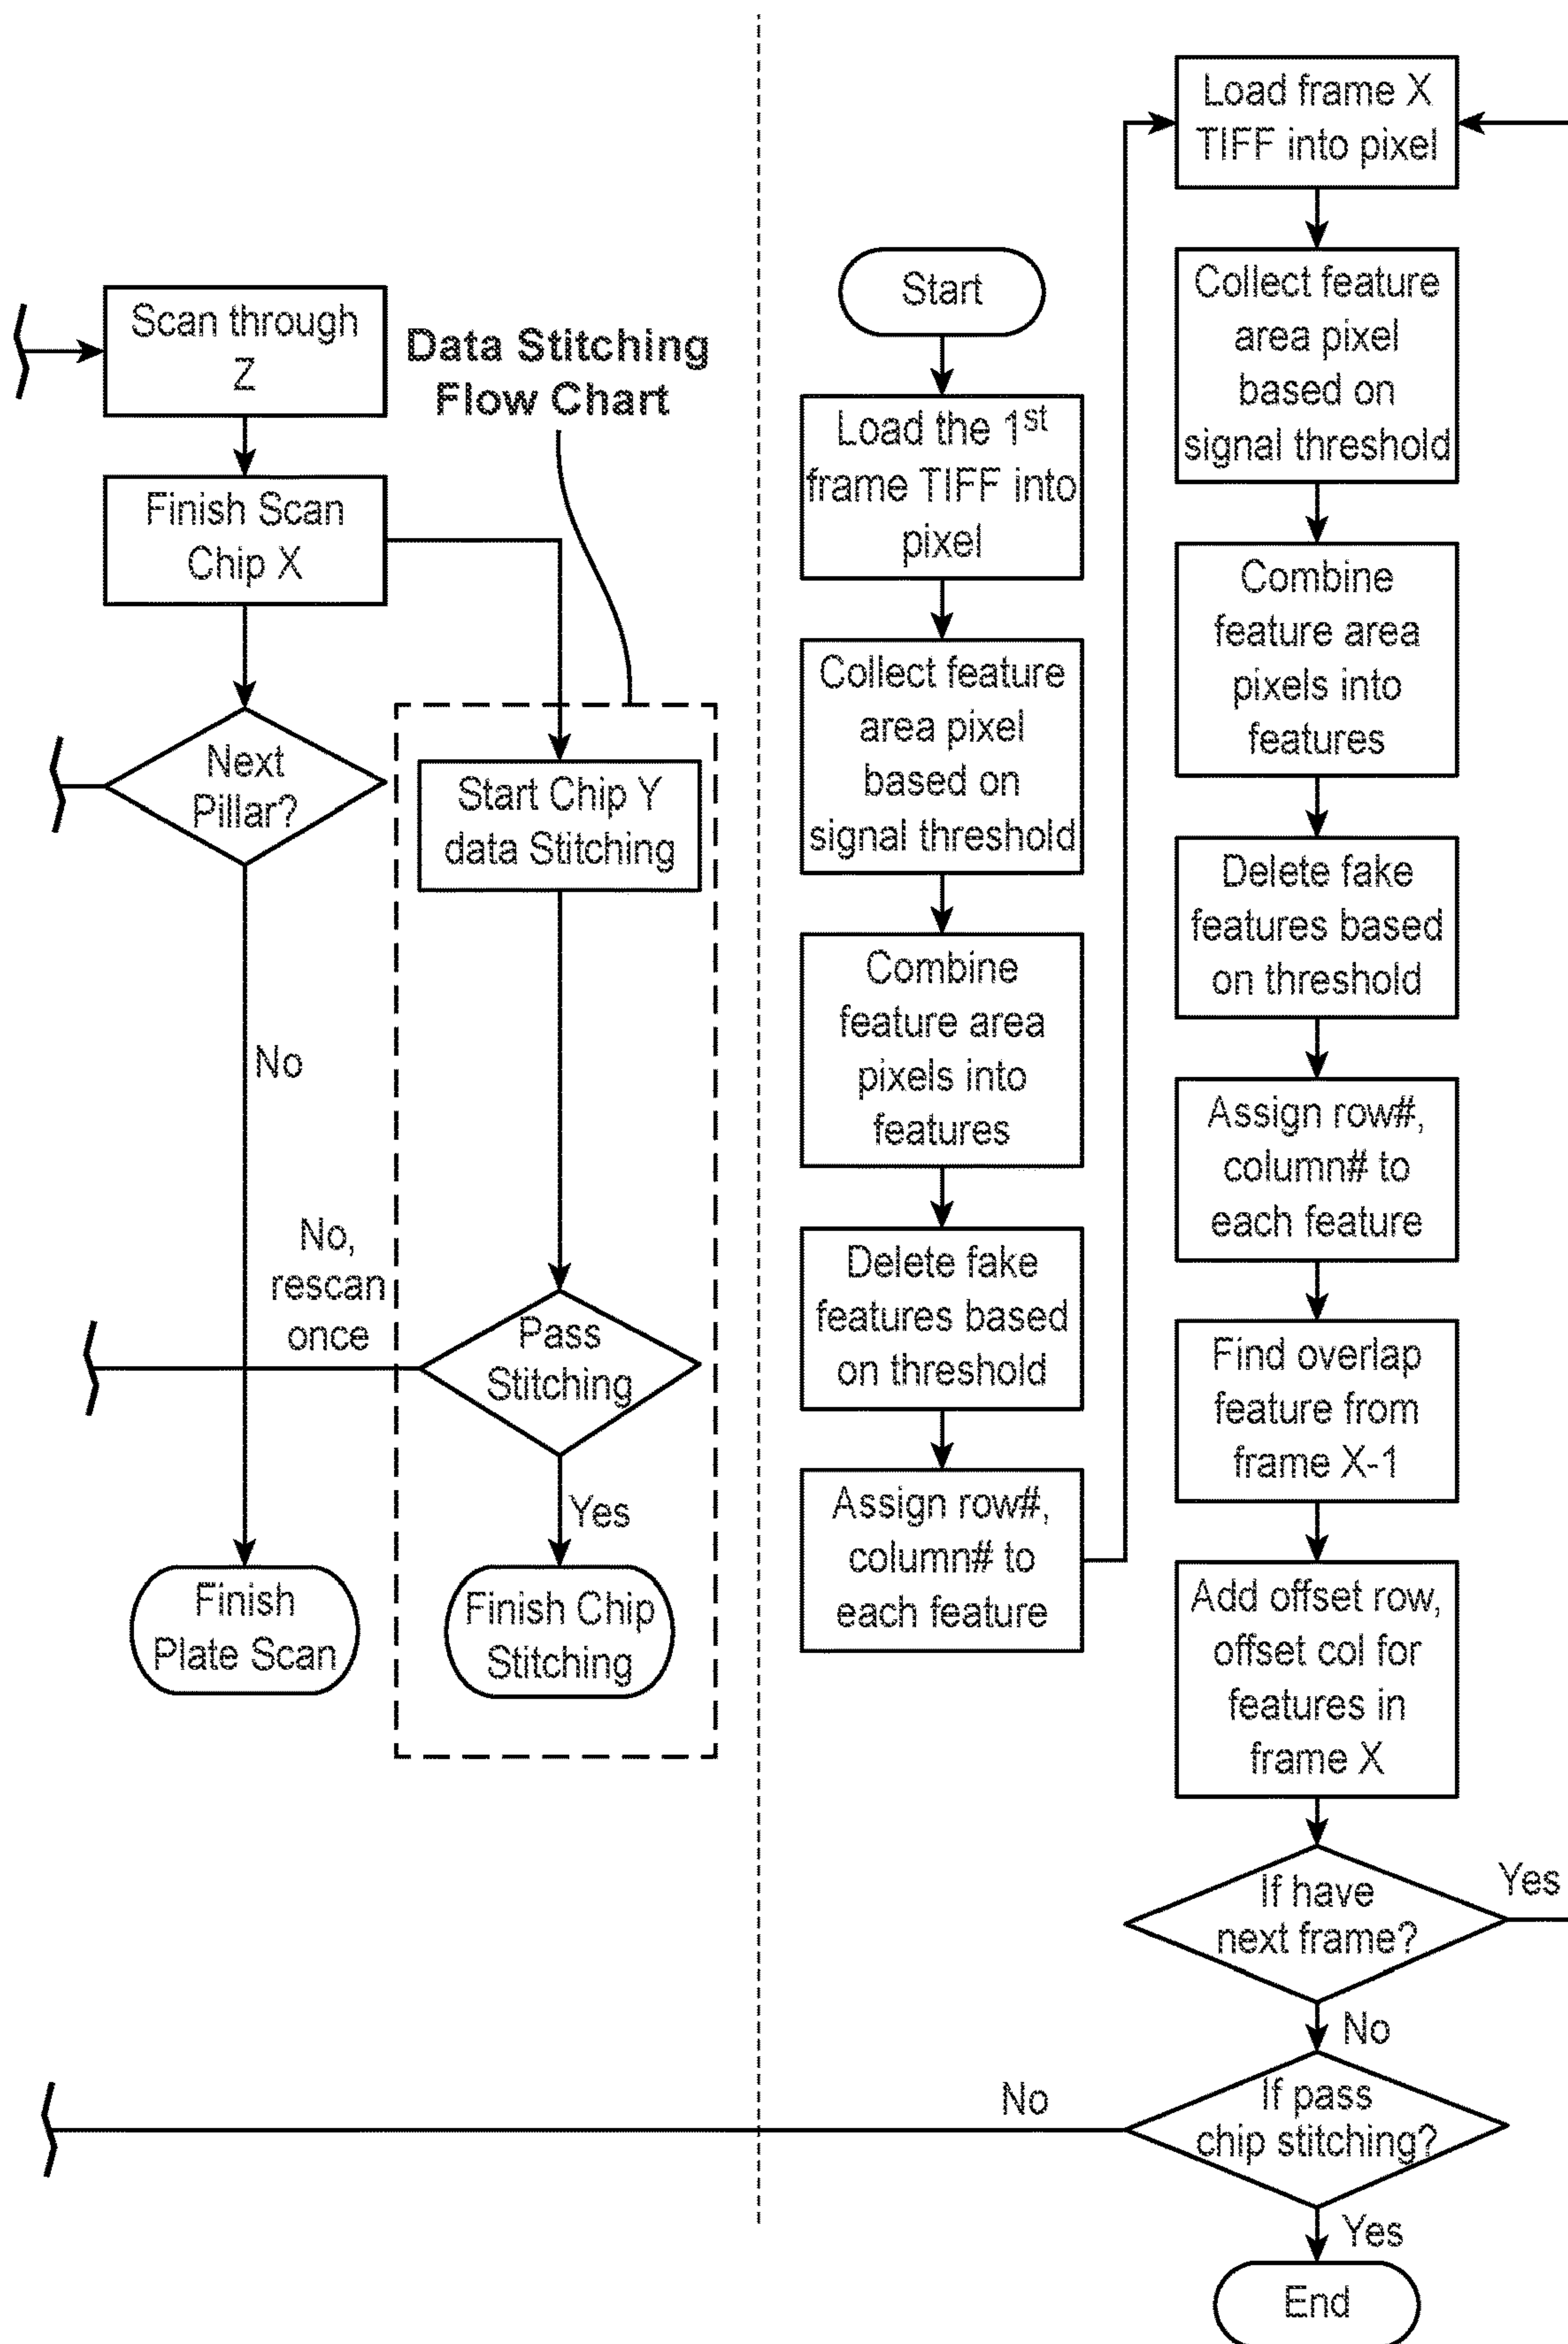 Scan through
Z
Data Stitching
Flow Chart
Finish Scan
Chip X
Next
Pillar?
No
Start Chip Y
data Stitching
No,
rescan
once
Pass
Stitching
Yes
Finish
Plate Scan
Finish Chip
Stitching
Start
Load the 1st
frame TIFF into
pixel
Collect feature
area pixel
based on
signal threshold
Combine
feature area
pixels into
features
Delete fake
features based
on threshold
Assign row#,
column# to
each feature
Load frame X
TIFF into pixel
Collect feature
area pixel
based on
signal threshold
Combine
feature area
pixels into
features
Delete fake
features based
on threshold
Assign row#,
column# to
each feature
Find overlap
feature from
frame X-1
Add offset row,
offset col for
features in
frame X
If have
next frame?
Yes
No
If pass
chip stitching?
No
Yes
End